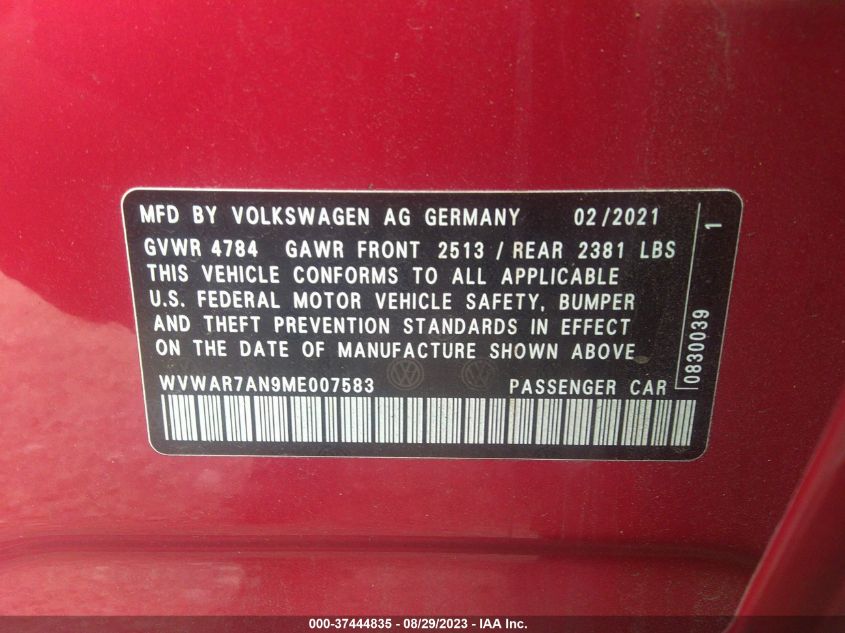 MFD BY VOLKSWAGEN AG GERMANY 02/2021
GVWR 4784 GAWR FRONT 2513 / REAR 2381 LBS
THIS VEHICLE CONFORMS TO ALL APPLICABLE
U.S. FEDERAL MOTOR VEHICLE SAFETY, BUMPER
AND THEFT PREVENTION STANDARDS IN EFFECT
ON THE DATE OF MANUFACTURE SHOWN ABOVE
WVWAR7AN9ME007583 PASSENGER CAR
0830039 1
000-37444835 - 08/29/2023 - IAA Inc.